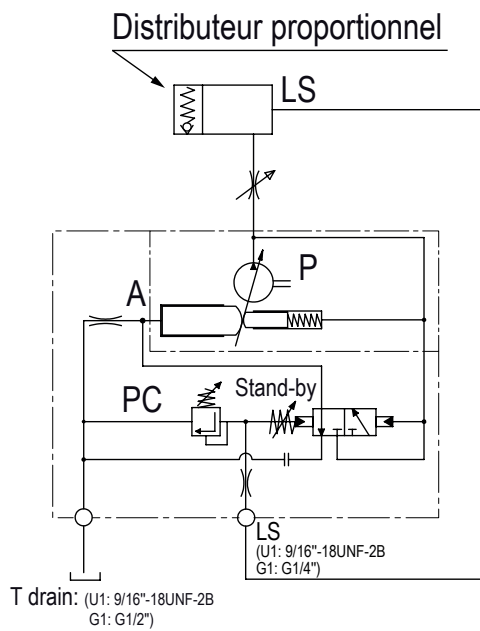 Distributeur proportionnel
LS
P
A
PC
Stand-by
LS
(U1: 9/16"-18UNF-2B
G1: G1/4")
T drain: (U1: 9/16"-18UNF-2B
G1: G1/2")